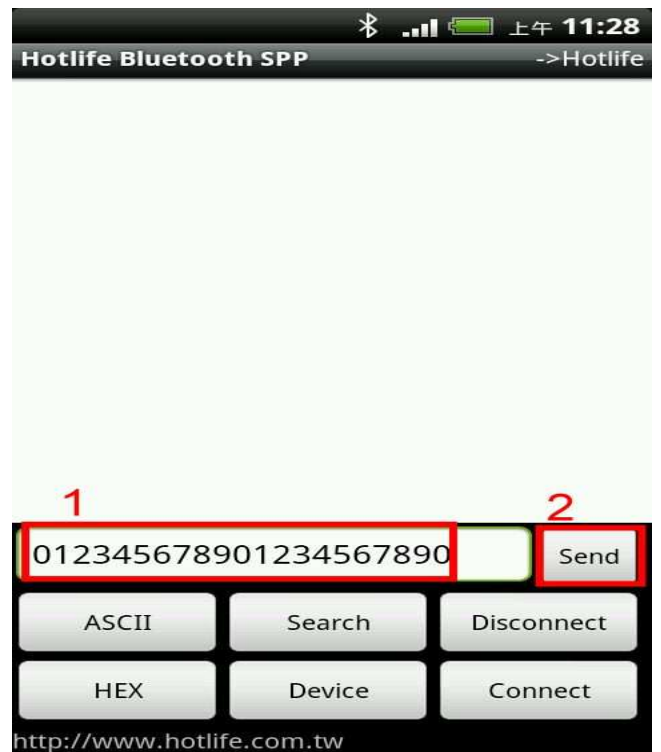 上午 11:28
Hotlife Bluetooth SPP ->Hotlife
1 2
012345678901234567890 Send
ASCII Search Disconnect
HEX Device Connect
http://www.hotlife.com.tw